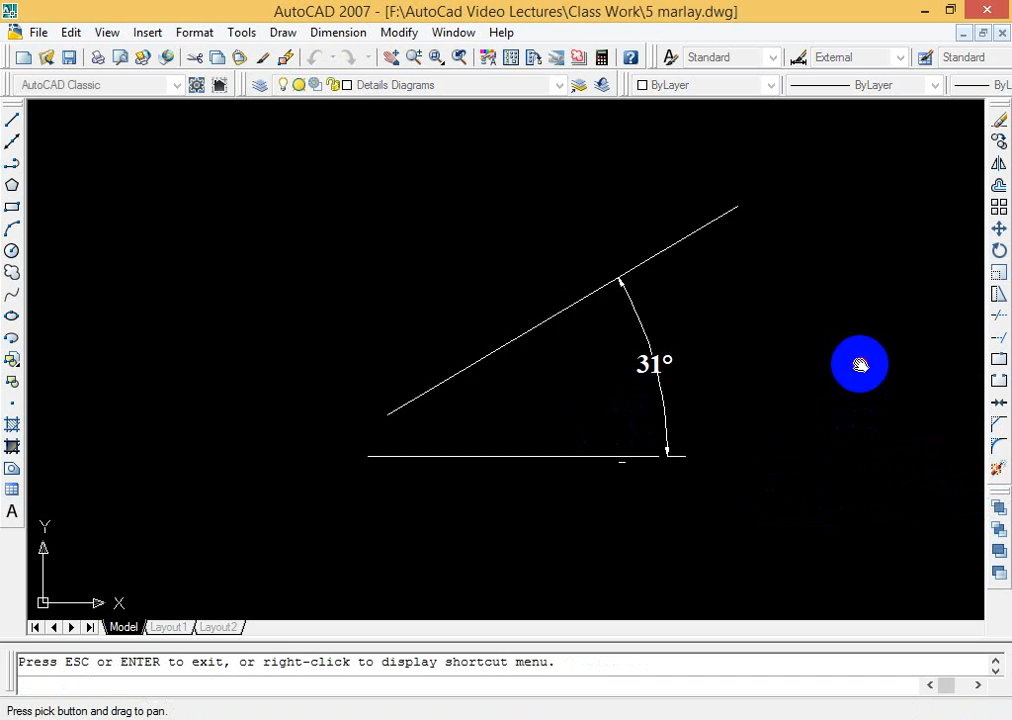 AutoCAD 2007 - [F:\AutoCad Video Lectures\Class Work\5 marlay.dwg]
File Edit View Insert Format Tools Draw Dimension Modify Window Help
Standard External Standard
AutoCAD Classic Details Diagrams ByLayer ByLayer ByL
31°
A
Y
X
Model Layout1 Layout2
Press ESC or ENTER to exit, or right-click to display shortcut menu.
Press pick button and drag to pan.